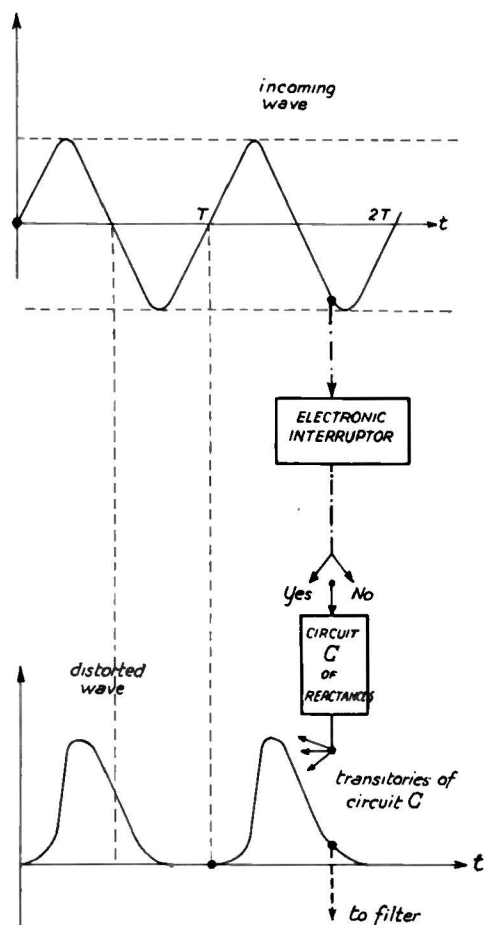 incoming
wave
T
2T
t
ELECTRONIC
INTERRUPTOR
Yes
No
CIRCUIT
C
OF
REACTANCES
distorted
wave
transitories of
circuit C
t
to filter